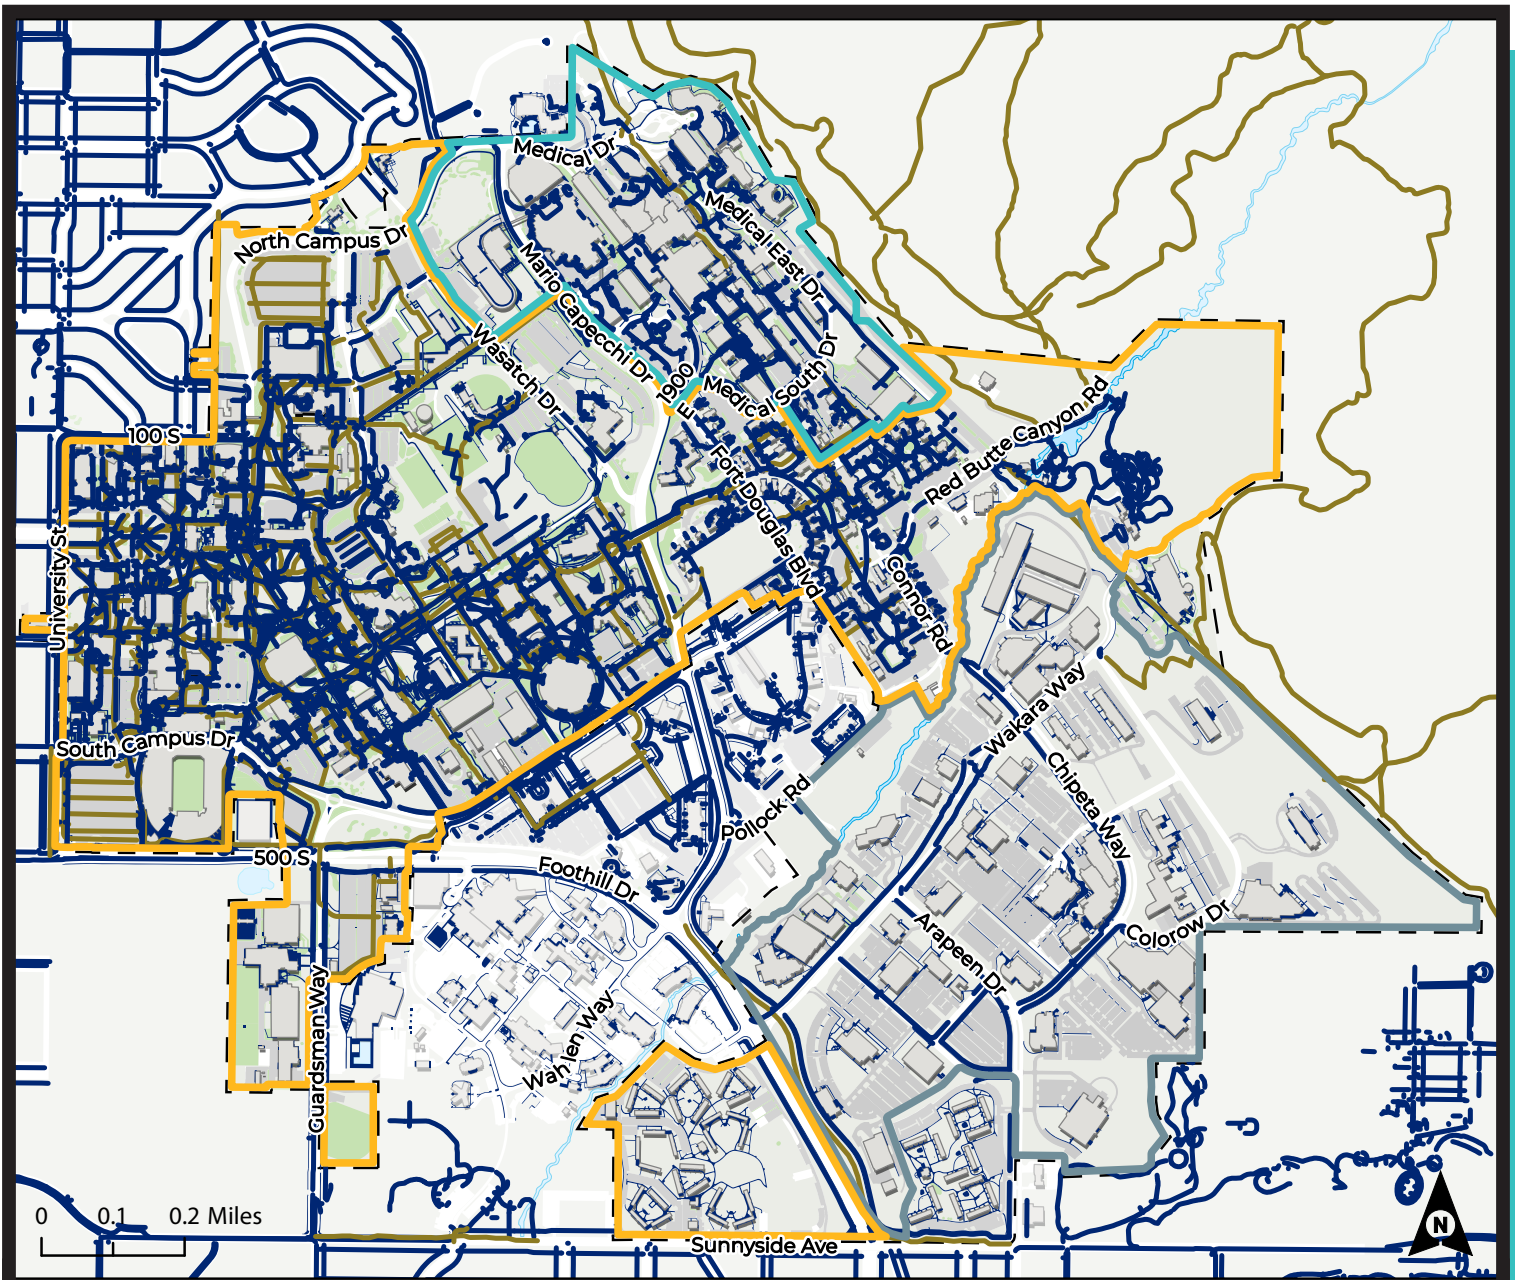 Medical Dr
North Campus Dr
Medical East Dr
Mario Capecchi Dr
Wasatch Dr
1900 E
Medical South Dr
100 S
Red Butte Canyon Rd
Fort Douglas Blvd
University St
Connor Rd
Wakara Way
South Campus Dr
Chipeta Way
Pollock Rd
500 S
Foothill Dr
Arapeen Dr
Colorow Dr
Guardsman Way
Wahlen Way
0 0.1 0.2 Miles
N
Sunnyside Ave